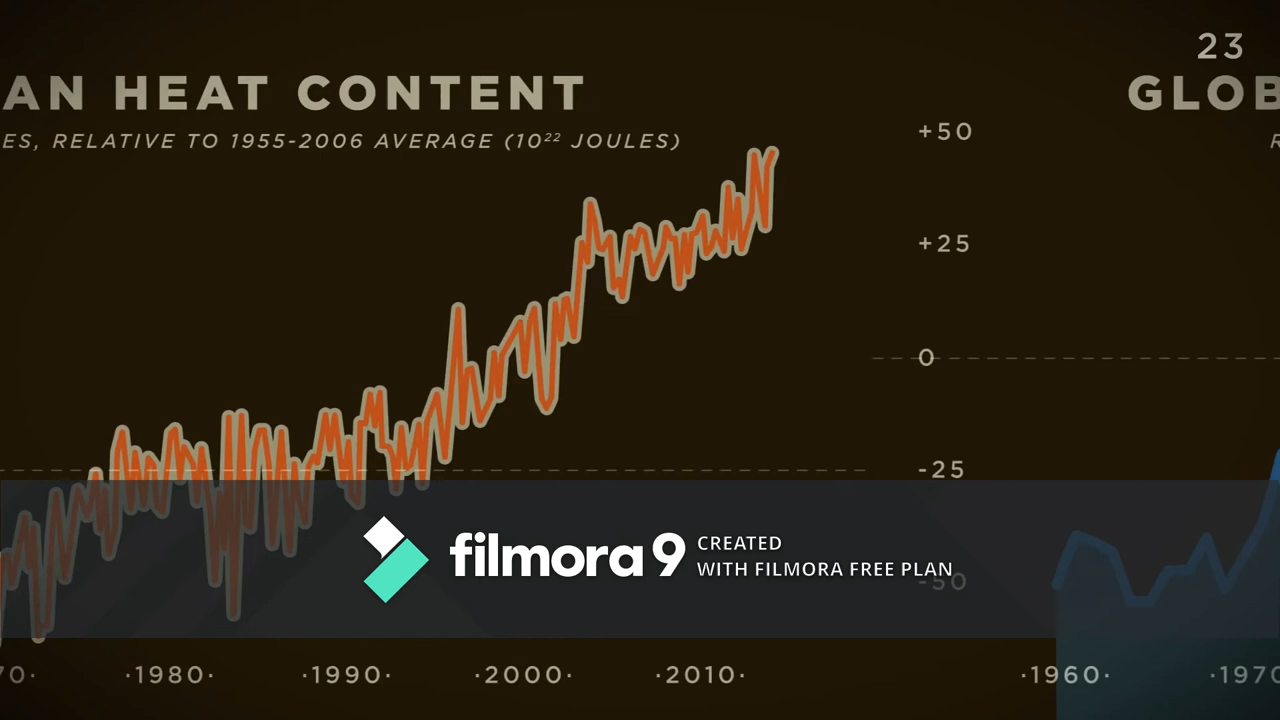 23
AN HEAT CONTENT
GLOB
ES, RELATIVE TO 1955-2006 AVERAGE (10²² JOULES)
R
+50
+25
0
-25
-50
filmora 9
CREATED
WITH FILMORA FREE PLAN
70·
·1980·
·1990·
·2000·
·2010·
·1960·
·1970